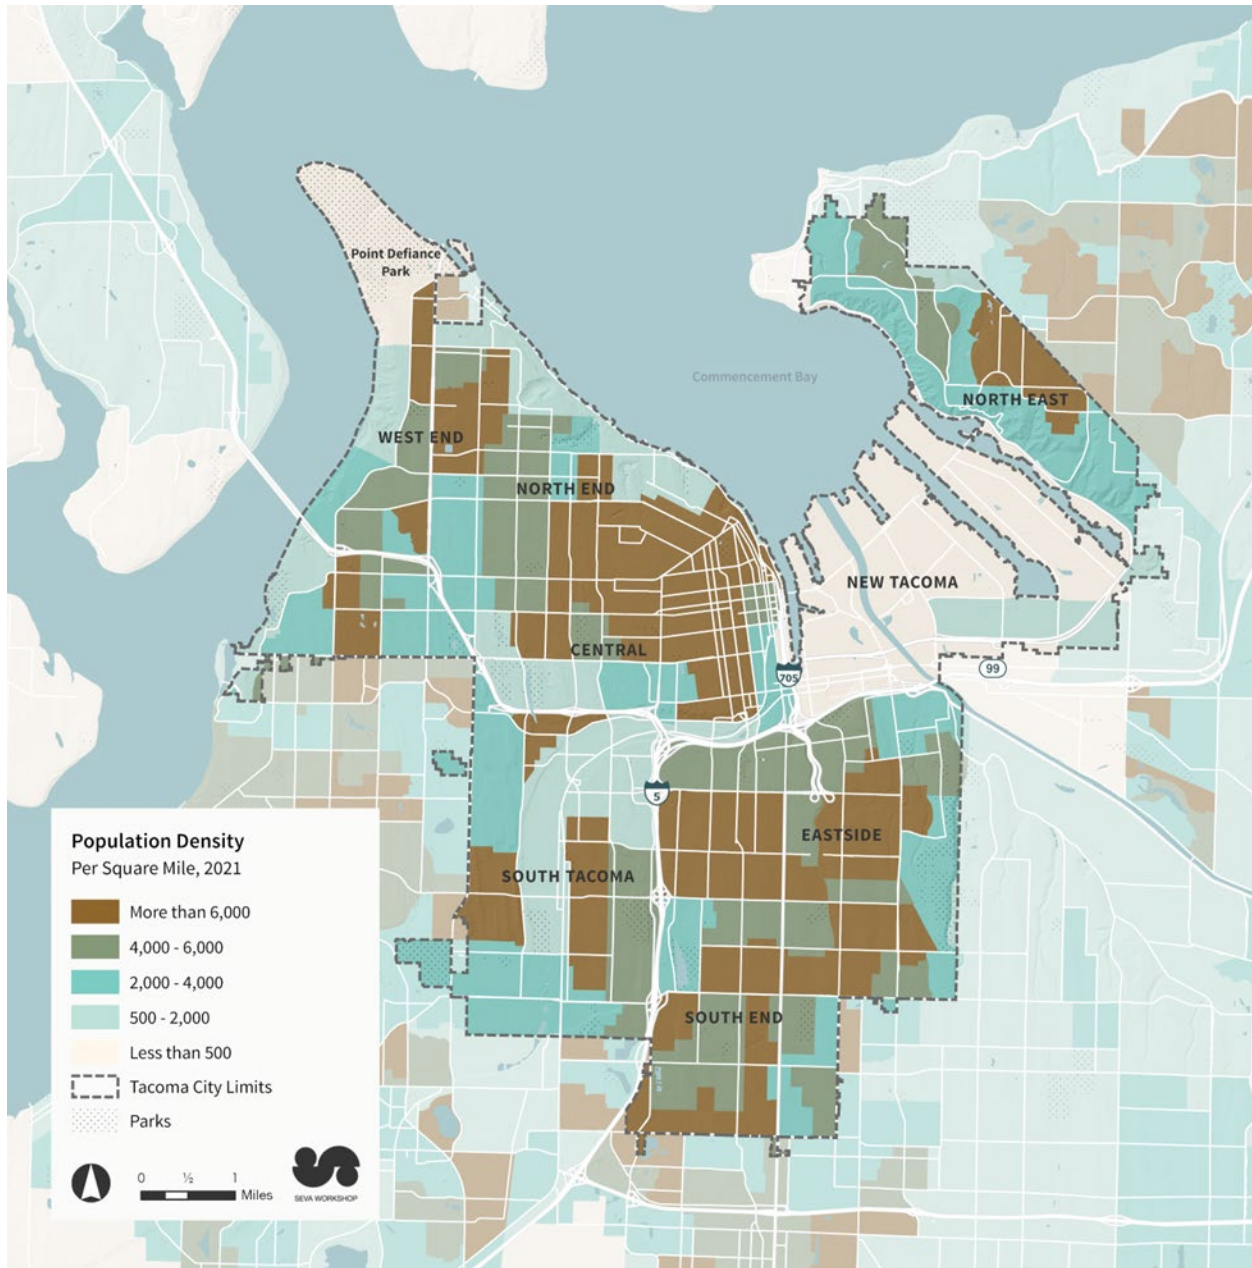 Point Defiance
Park
Commencement Bay
NORTH EAST
WEST END
NORTH END
NEW TACOMA
CENTRAL
705
99
5
EASTSIDE
SOUTH TACOMA
SOUTH END
Population Density
Per Square Mile, 2021
More than 6,000
4,000 - 6,000
2,000 - 4,000
500 - 2,000
Less than 500
Tacoma City Limits
Parks
0 ½ 1
Miles
SEVA WORKSHOP